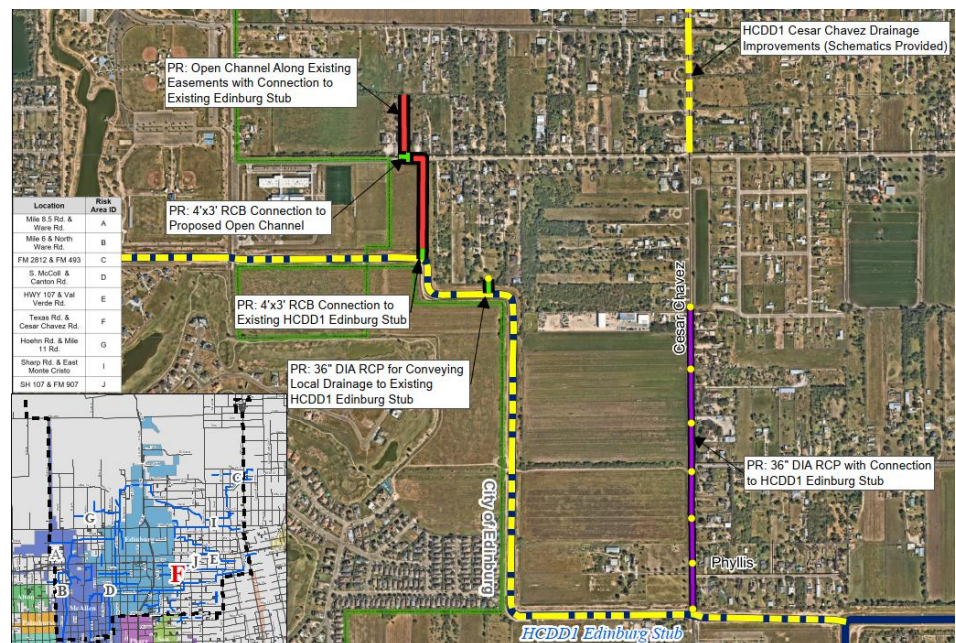 HCDD1 Cesar Chavez Drainage
Improvements (Schematics Provided)
PR: Open Channel Along Existing
Easements with Connection to
Existing Edinburg Stub
PR: 4'x3' RCB Connection to
Proposed Open Channel
Location Risk Area ID
Mile 8.5 Rd. & Ware Rd. A
Mile 6 & North Ware Rd. B
FM 2812 & FM 493 C
S. McColl & Canton Rd. D
HWY 107 & Val Verde Rd. E
Texas Rd. & Cesar Chavez Rd. F
Hoehn Rd. & Mile 11 Rd. G
Sharp Rd. & East Monte Cristo I
SH 107 & FM 907 J
PR: 4'x3' RCB Connection to
Existing HCDD1 Edinburg Stub
PR: 36" DIA RCP for Conveying
Local Drainage to Existing
HCDD1 Edinburg Stub
Cesar Chavez
PR: 36" DIA RCP with Connection
to HCDD1 Edinburg Stub
City of Edinburg
Phyllis
HCDD1 Edinburg Stub
C
G
I
Edinburg
A
J
E
F
B
D
McAllen